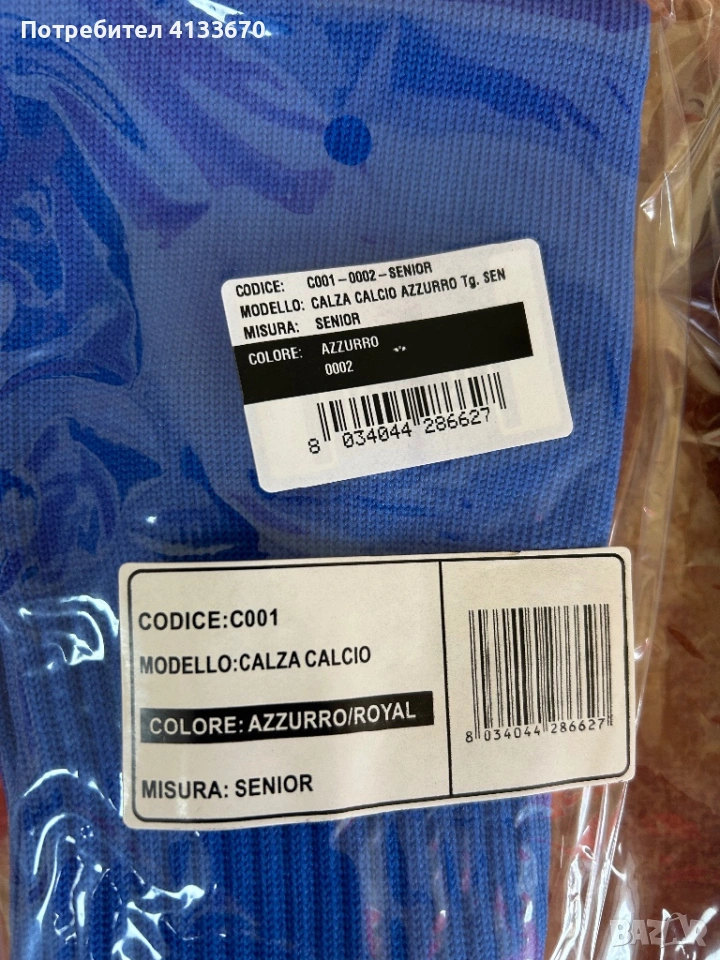 Потребител 4133670
CODICE: C001-0002-SENIOR
MODELLO: CALZA CALCIO AZZURRO Tg. SEN
MISURA: SENIOR
COLORE: AZZURRO
0002
8 034044 286627
CODICE:C001
MODELLO:CALZA CALCIO
COLORE: AZZURRO/ROYAL
MISURA: SENIOR
8 034044 286627
BAZAR